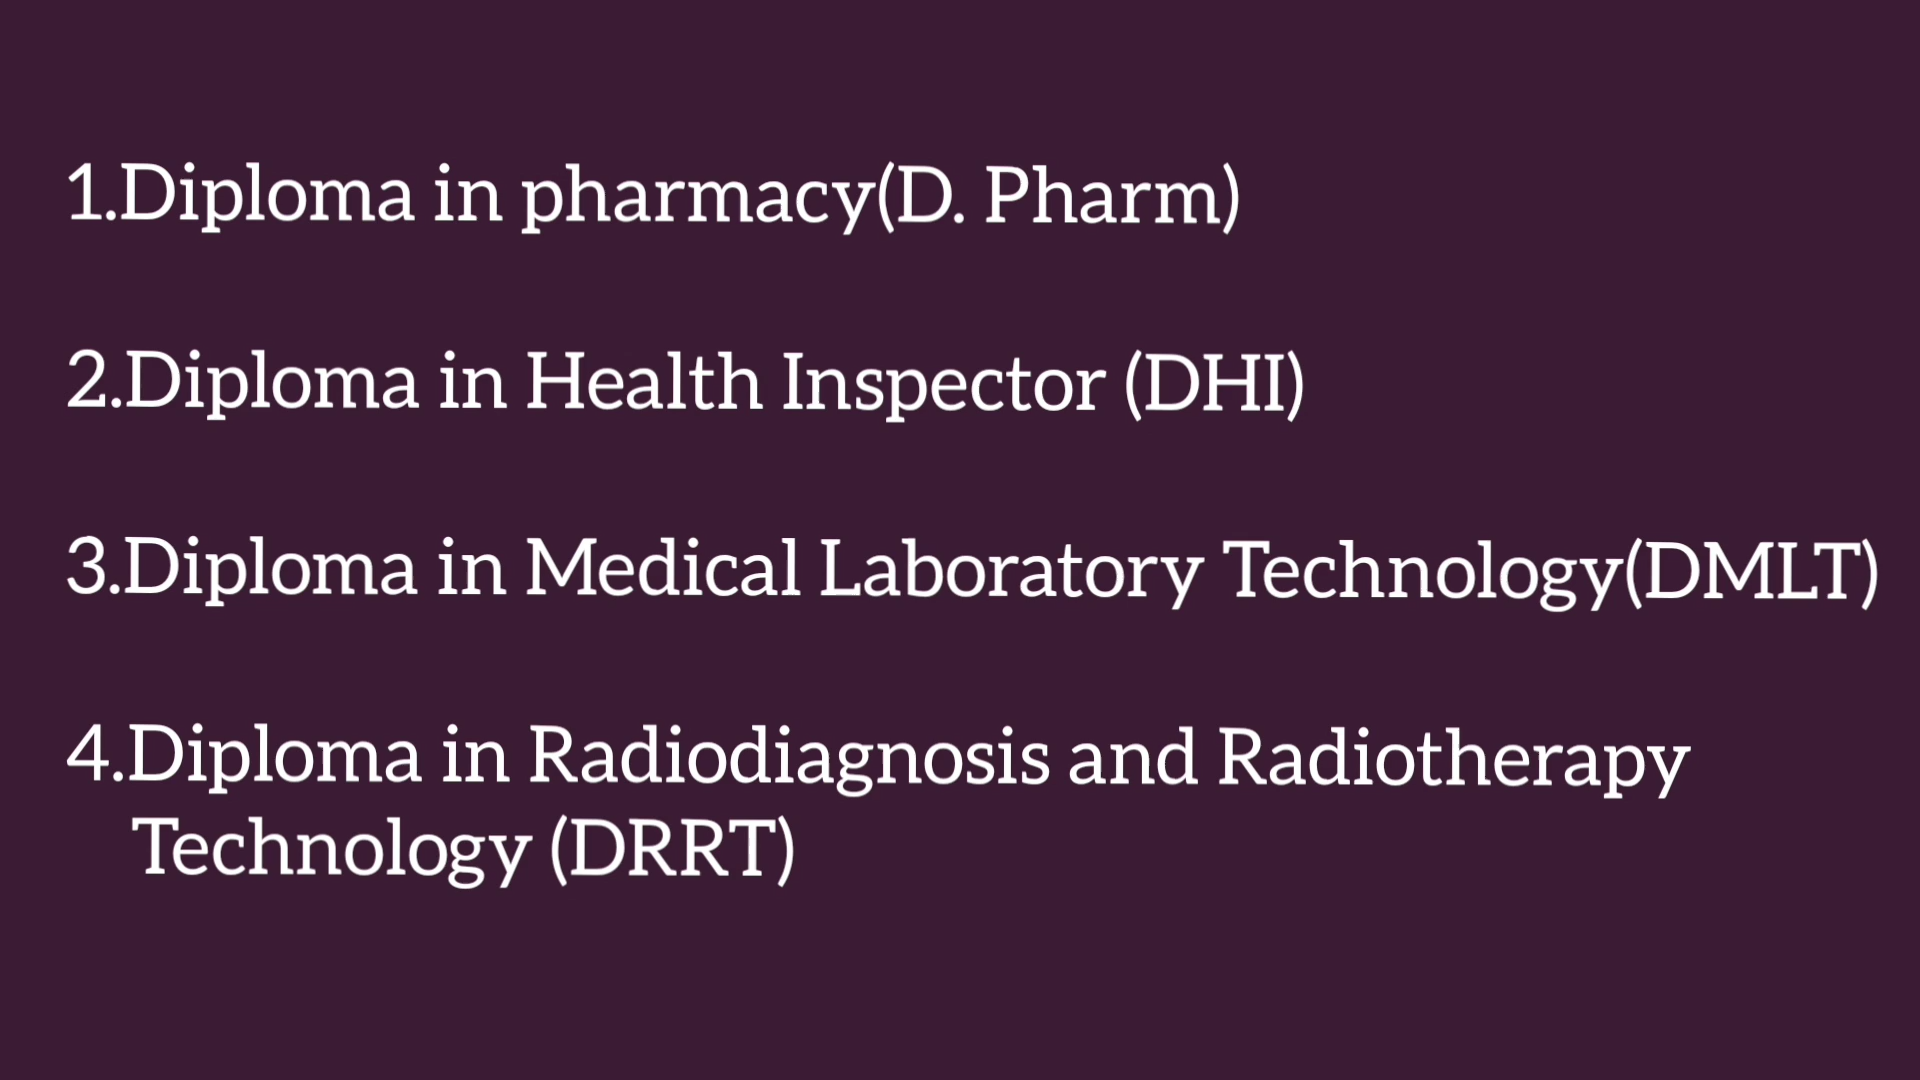 1.Diploma in pharmacy(D. Pharm)
2.Diploma in Health Inspector (DHI)
3.Diploma in Medical Laboratory Technology(DMLT)
4.Diploma in Radiodiagnosis and Radiotherapy
Technology (DRRT)